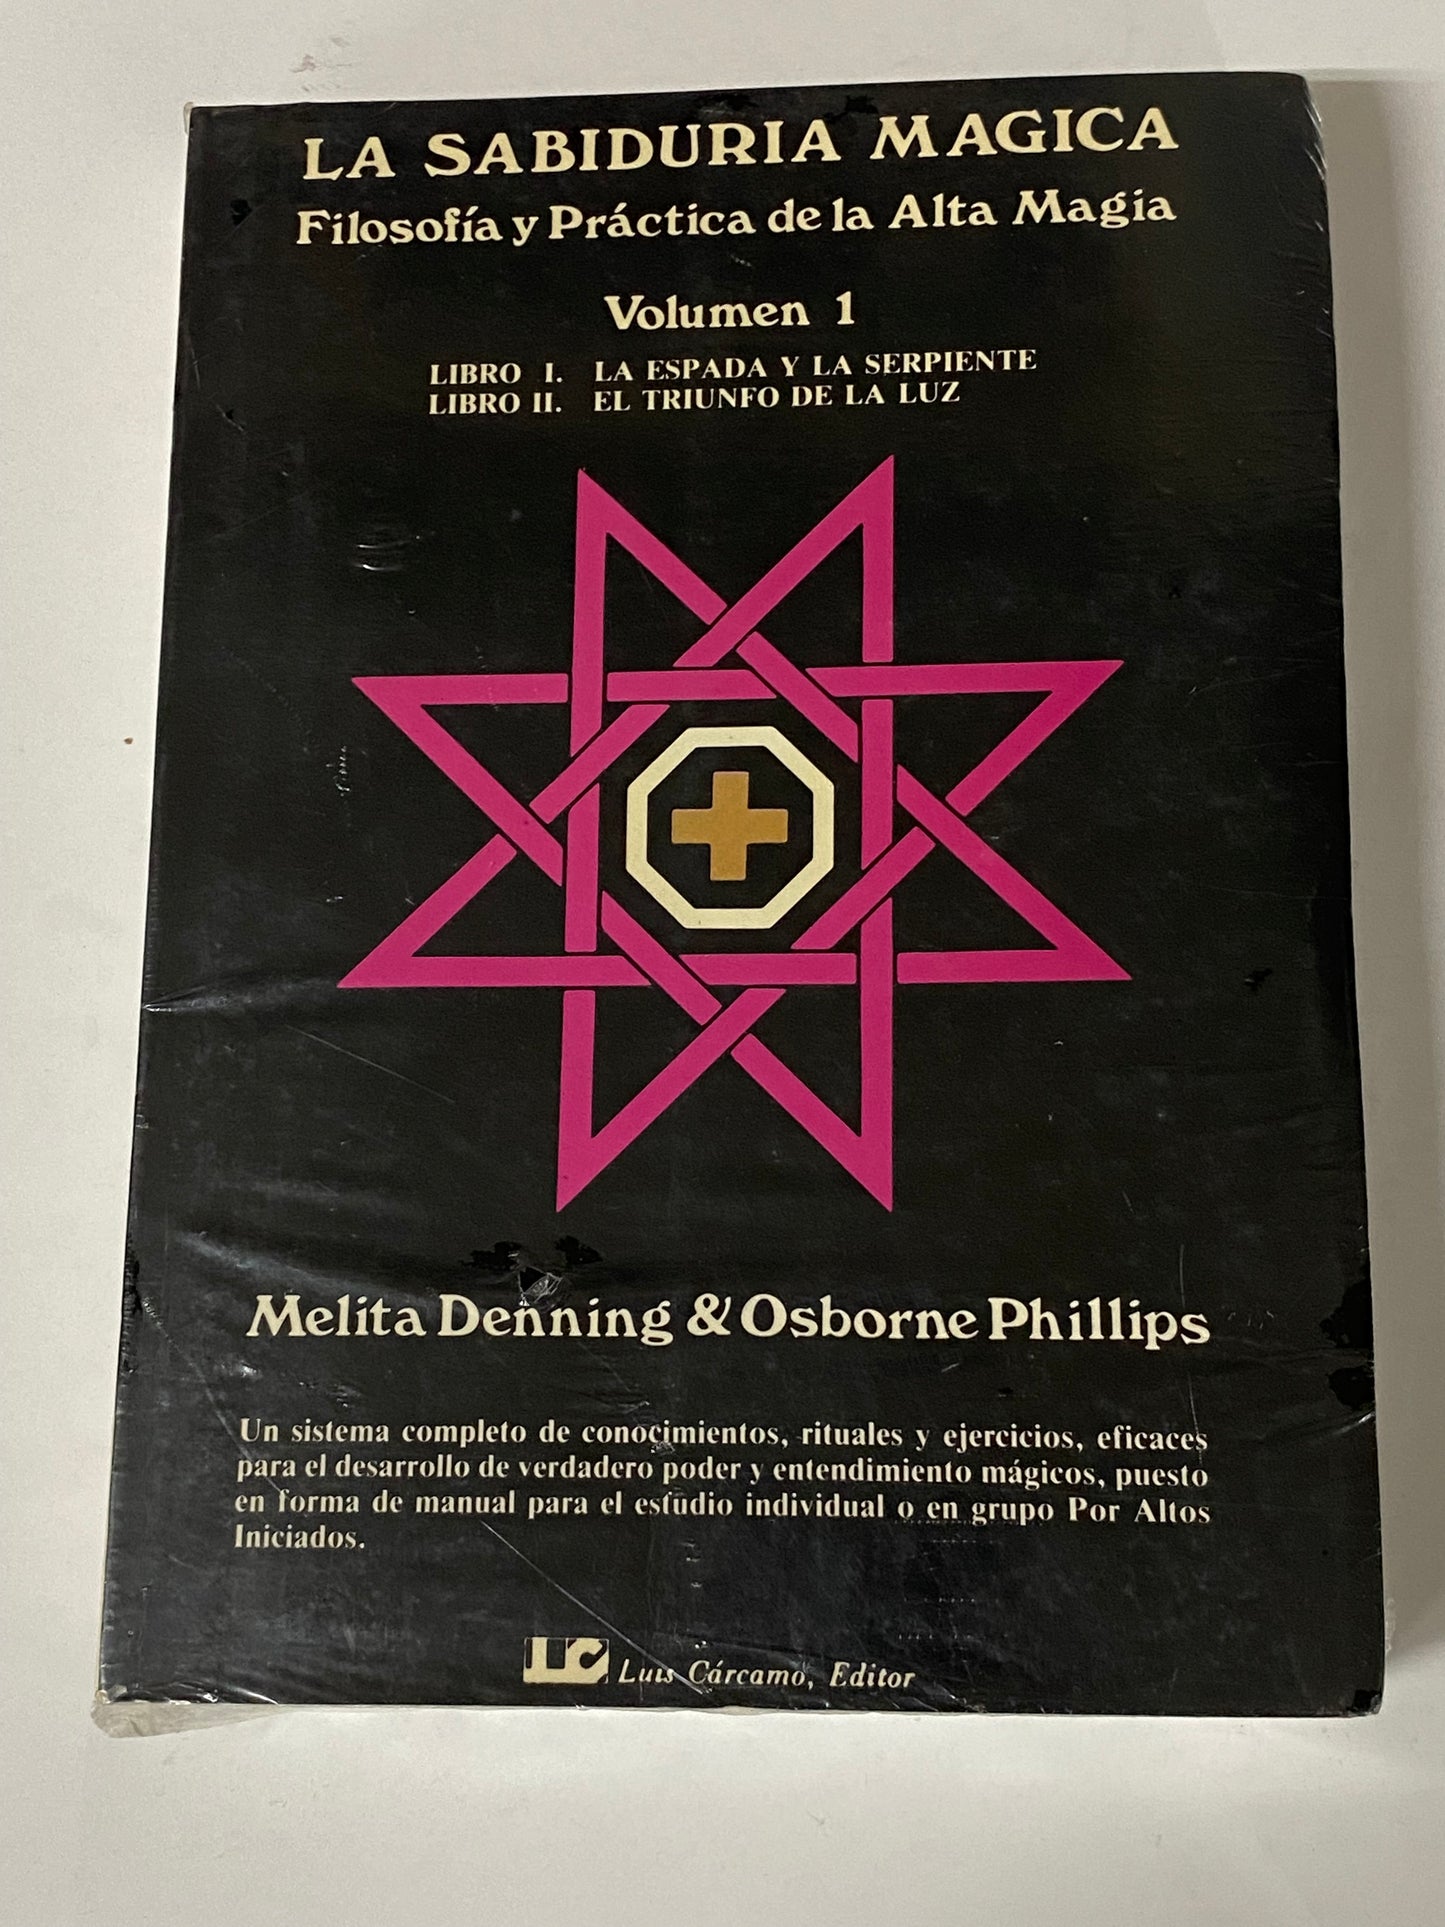 LA SABIDURIA MAGICA
Filosofía y Práctica de la Alta Magia
Volumen 1
LIBRO I. LA ESPADA Y LA SERPIENTE
LIBRO II. EL TRIUNFO DE LA LUZ
Melita Denning & Osborne Phillips
Un sistema completo de conocimientos, rituales y ejercicios, eficaces
para el desarrollo de verdadero poder y entendimiento mágicos, puesto
en forma de manual para el estudio individual o en grupo Por Altos
Iniciados.
LC Luis Cárcamo, Editor